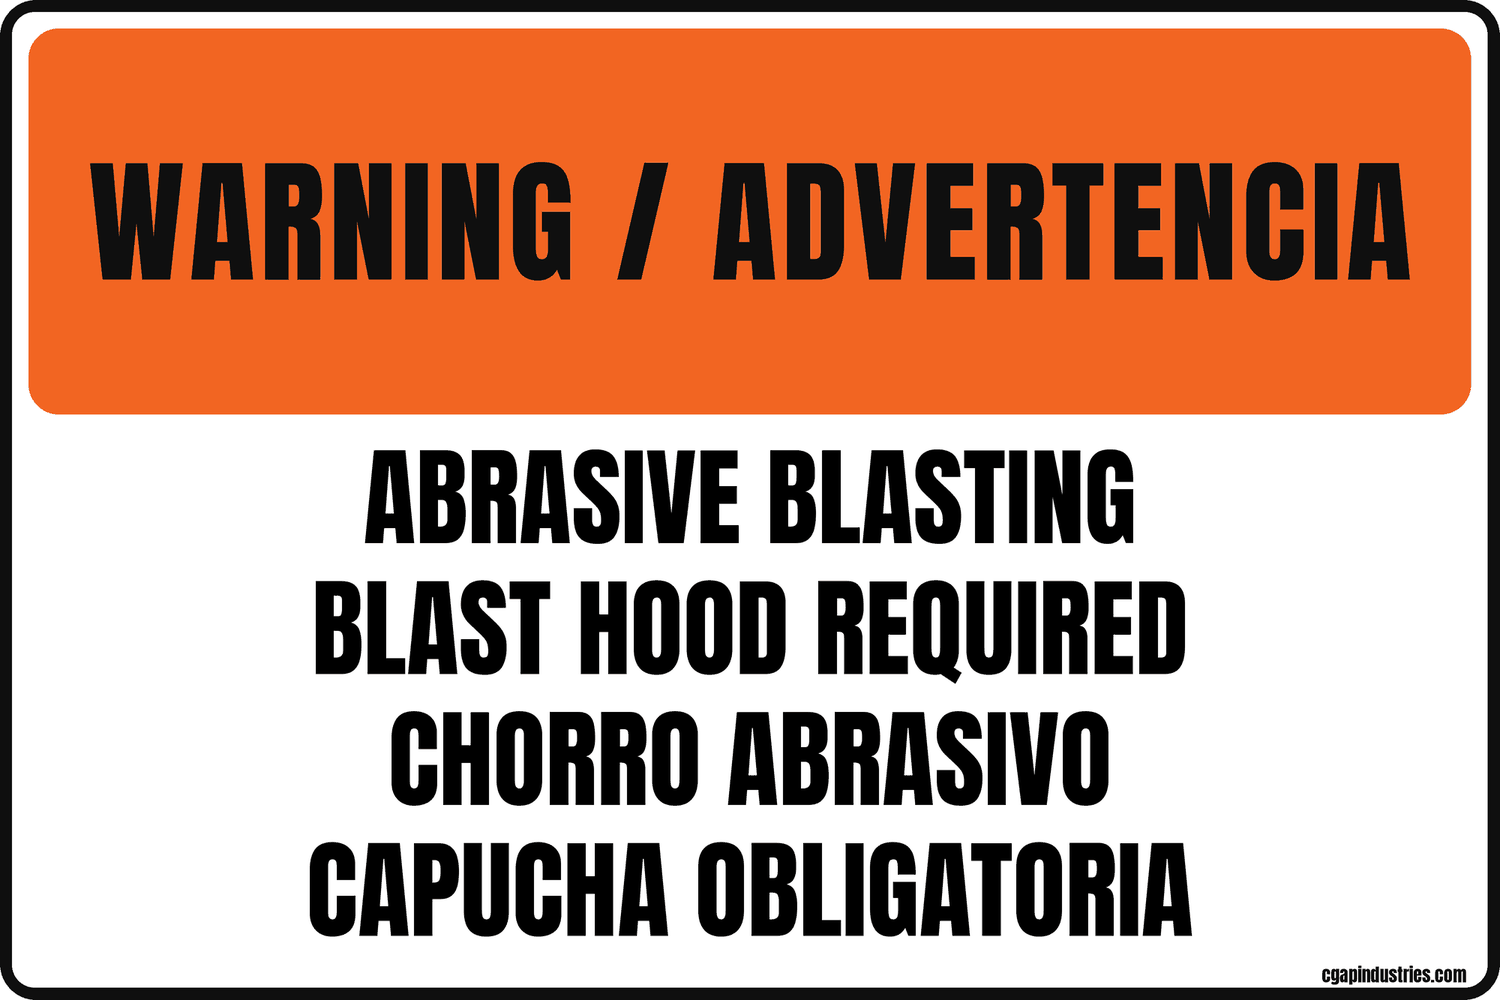 WARNING / ADVERTENCIA
ABRASIVE BLASTING
BLAST HOOD REQUIRED
CHORRO ABRASIVO
CAPUCHA OBLIGATORIA
cgapindustries.com